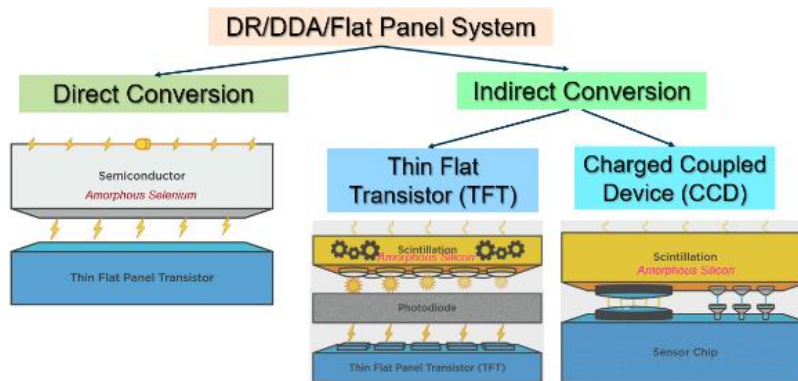 DR/DDA/Flat Panel System
Direct Conversion
Indirect Conversion
Semiconductor
Amorphous Selenium
Thin Flat Panel Transistor
Thin Flat
Transistor (TFT)
Scintillation
Amorphous Silicon
Photodiode
Thin Flat Panel Transistor (TFT)
Charged Coupled
Device (CCD)
Scintillation
Amorphous Silicon
Sensor Chip